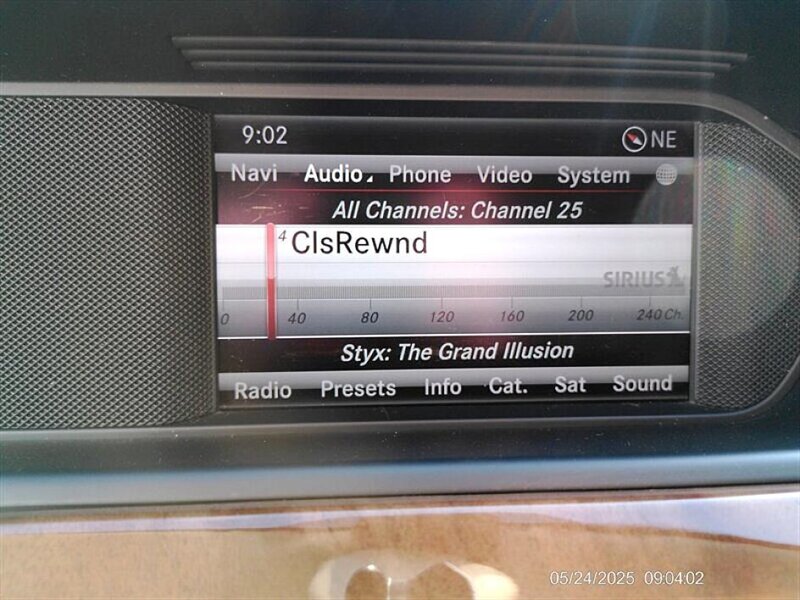 9:02 NE
Navi Audio Phone Video System
All Channels: Channel 25
4 ClsRewnd
SIRIUS
0 40 80 120 160 200 240 Ch.
Styx: The Grand Illusion
Radio Presets Info Cat. Sat Sound
05/24/2025 09:04:02